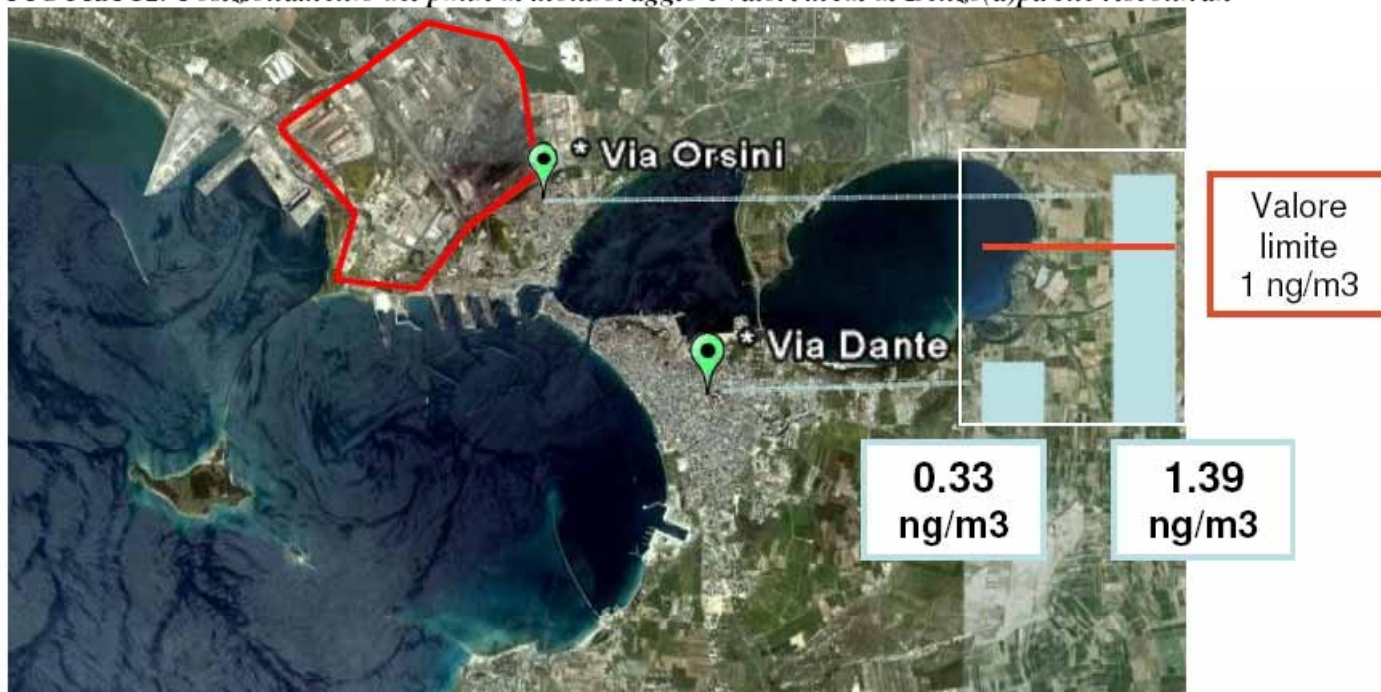 * Via Orsini
Valore
limite
1 ng/m3
* Via Dante
0.33
ng/m3
1.39
ng/m3